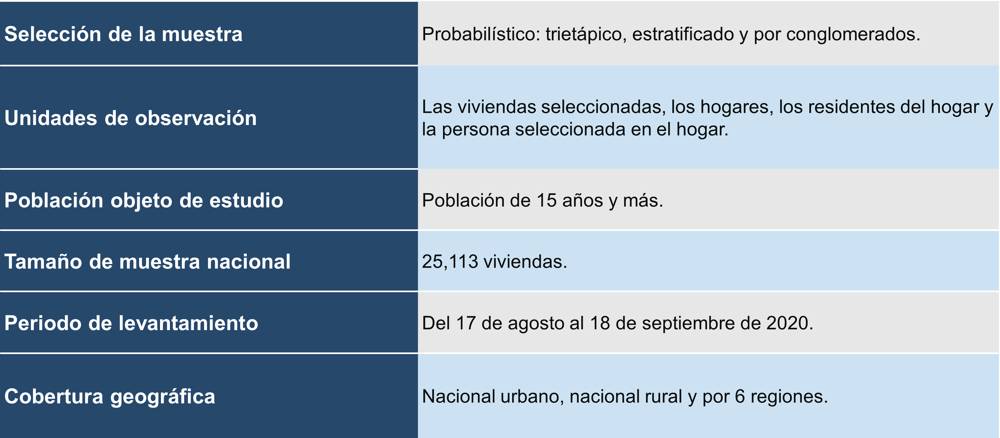 Selección de la muestra
Probabilístico: trietápico, estratificado y por conglomerados.
Unidades de observación
Las viviendas seleccionadas, los hogares, los residentes del hogar y
la persona seleccionada en el hogar.
Población objeto de estudio
Población de 15 años y más.
Tamaño de muestra nacional
25,113 viviendas.
Periodo de levantamiento
Del 17 de agosto al 18 de septiembre de 2020.
Cobertura geográfica
Nacional urbano, nacional rural y por 6 regiones.